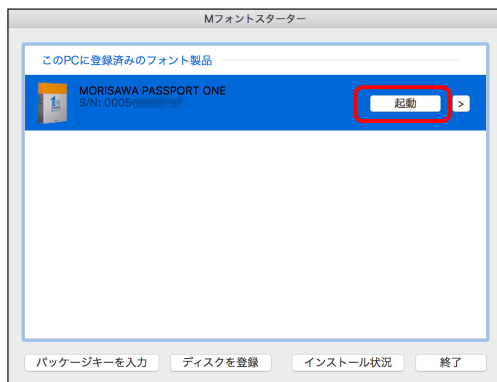 Mフォントスターター
このPCに登録済みのフォント製品
MORISAWA PASSPORT ONE
S/N: 0005
起動
>
パッケージキーを入力
ディスクを登録
インストール状況
終了